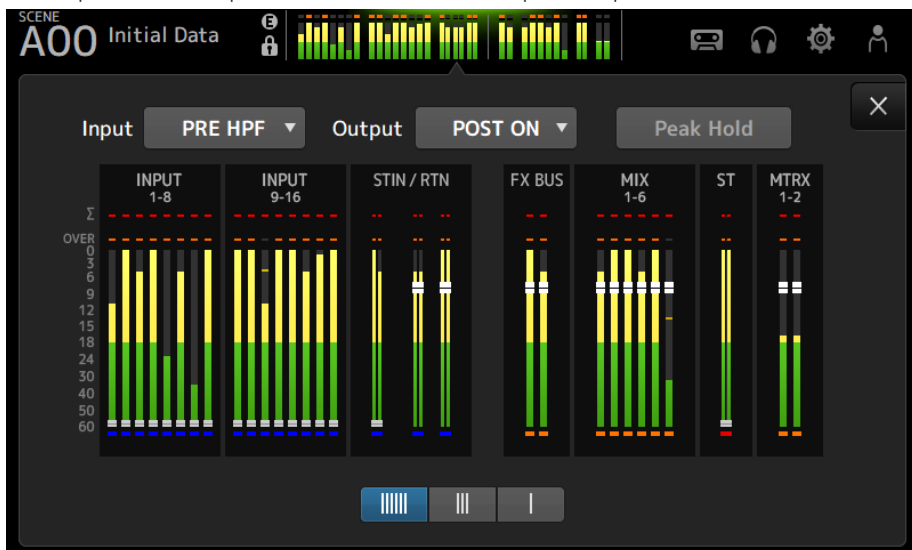 SCENE
A00 Initial Data
E
Input PRE HPF Output POST ON Peak Hold
INPUT
1-8
INPUT
9-16
STIN / RTN
FX BUS
MIX
1-6
ST
MTRX
1-2
Σ
OVER
0
3
6
9
12
15
18
24
30
40
50
60